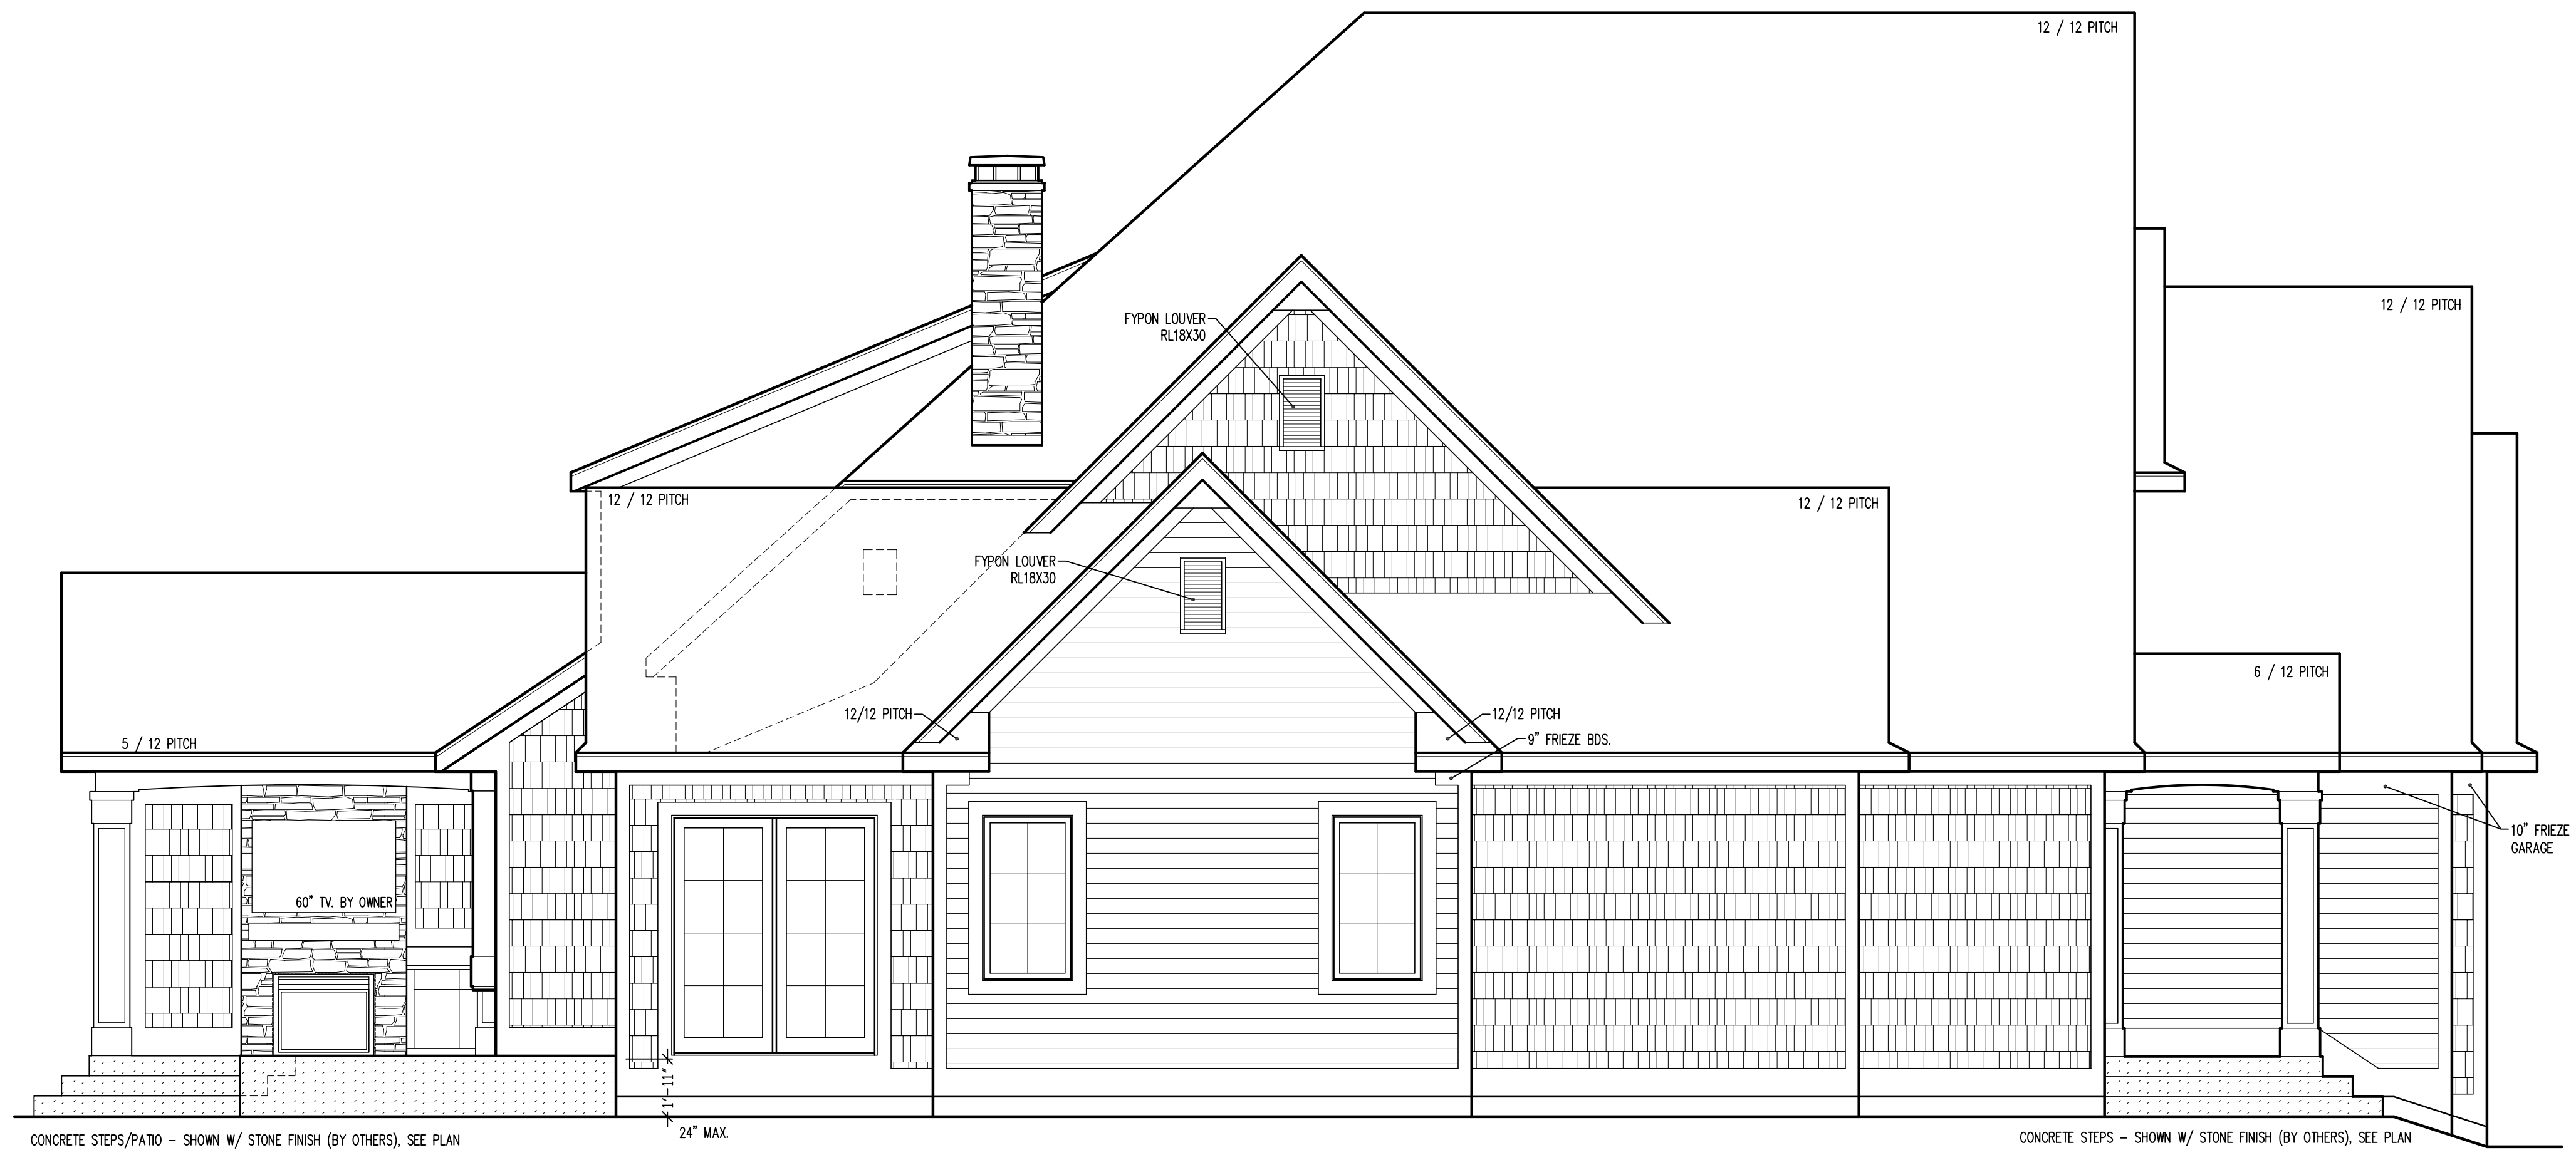 12 / 12 PITCH
12 / 12 PITCH
FYPON LOUVER
RL18X30
12 / 12 PITCH
12 / 12 PITCH
FYPON LOUVER
RL18X30
6 / 12 PITCH
12/12 PITCH
12/12 PITCH
5 / 12 PITCH
9" FRIEZE BDS.
10" FRIEZE
GARAGE
60" TV. BY OWNER
1'-11"
24" MAX.
CONCRETE STEPS/PATIO - SHOWN W/ STONE FINISH (BY OTHERS), SEE PLAN
CONCRETE STEPS - SHOWN W/ STONE FINISH (BY OTHERS), SEE PLAN